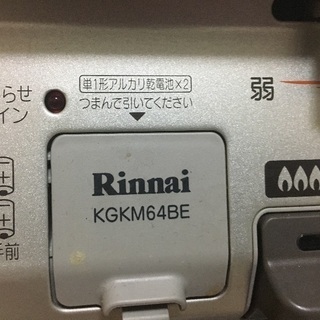 らせ
イン
単1形アルカリ乾電池×2
つまんで引いてください
弱
Rinnai
KGKM64BE
手前